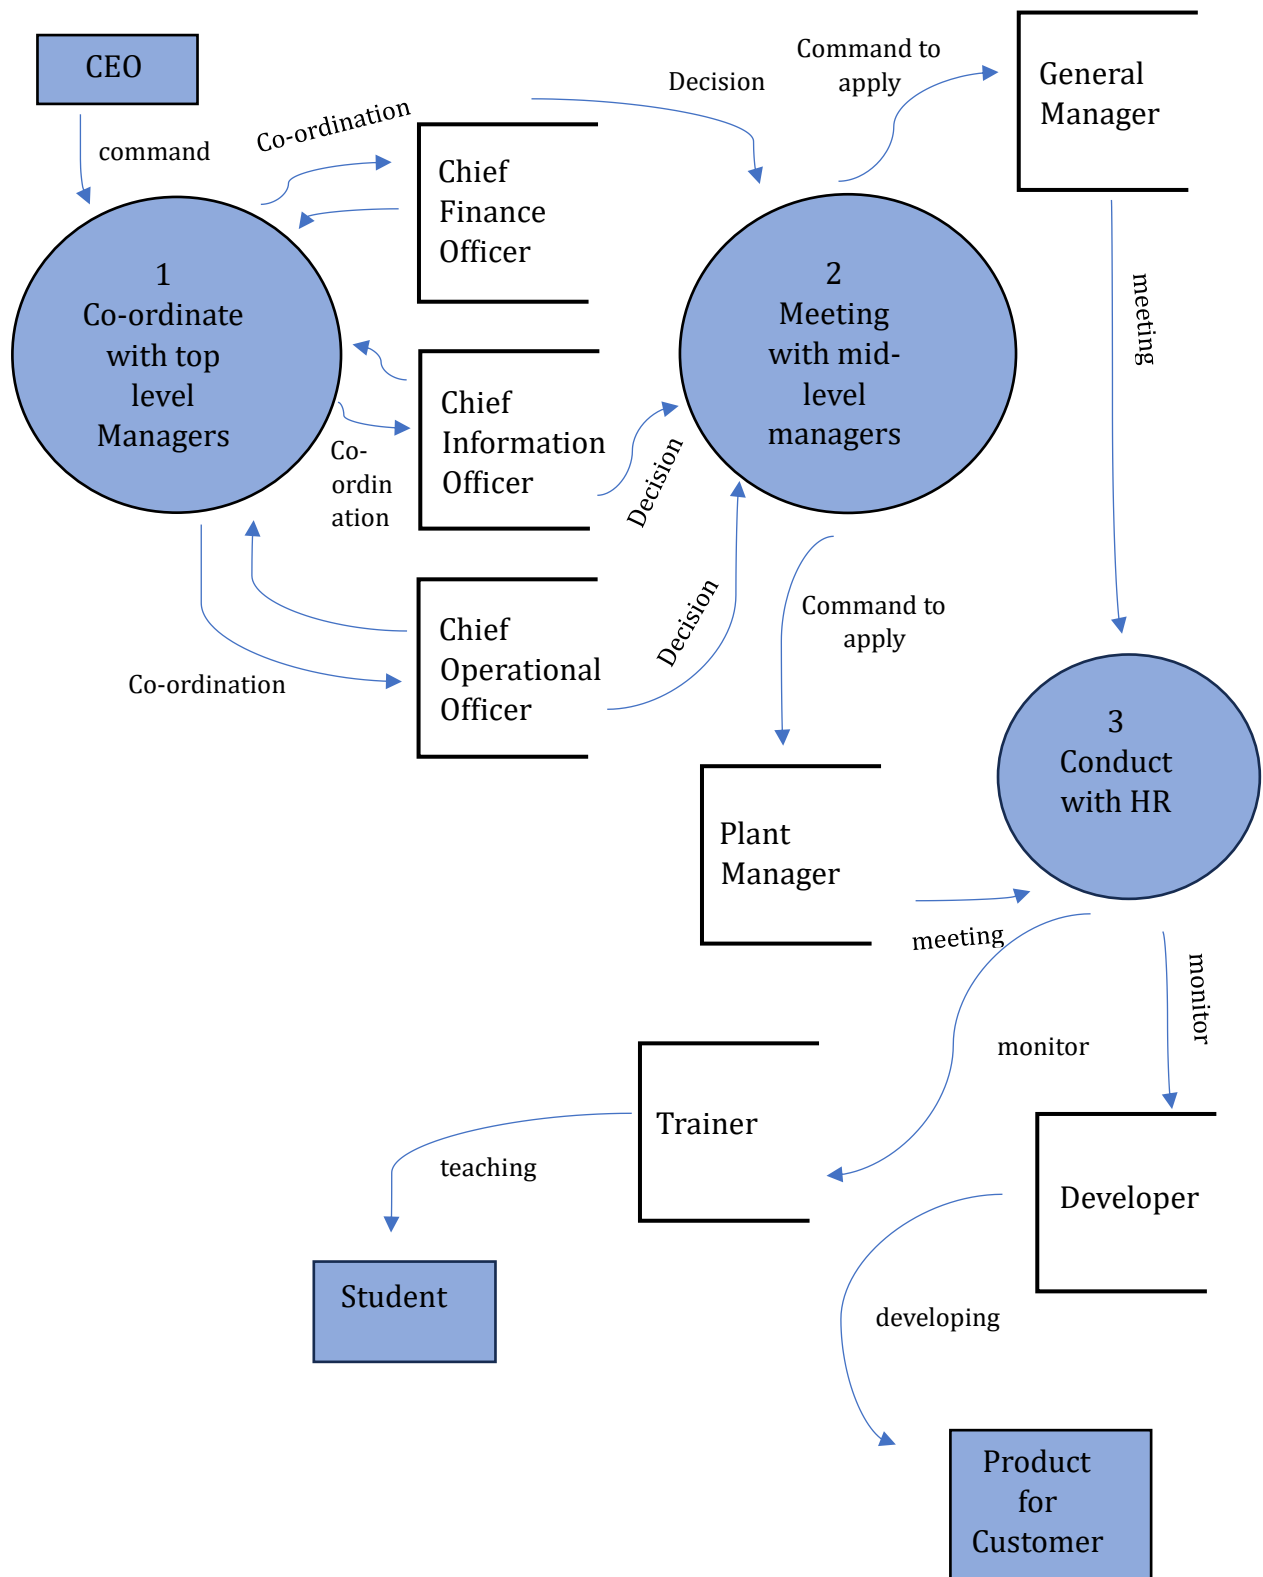 CEO
command
Co-ordination
Decision
Command to
apply
General
Manager
Chief
Finance
Officer
1
Co-ordinate
with top
level
Managers
2
Meeting
with mid-
level
managers
meeting
Chief
Information
Officer
Co-
ordin
ation
Decision
Chief
Operational
Officer
Co-ordination
Decision
Command to
apply
3
Conduct
with HR
Plant
Manager
meeting
monitor
monitor
Trainer
teaching
Developer
Student
developing
Product
for
Customer